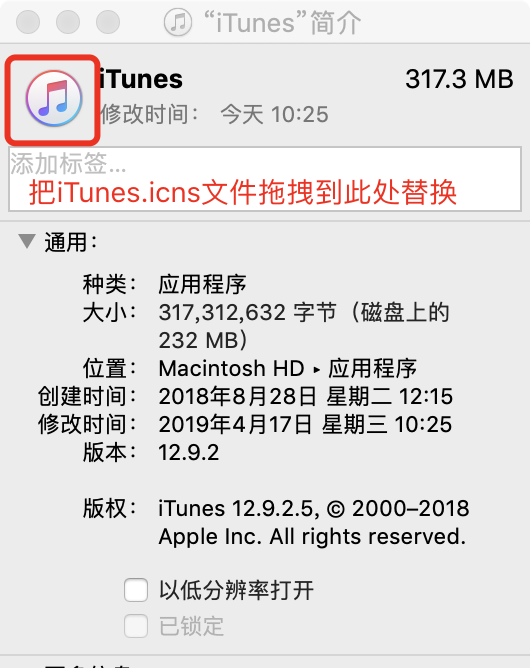 “iTunes”简介
iTunes 317.3 MB
修改时间： 今天 10:25
添加标签...
把iTunes.icns文件拖拽到此处替换
通用：
种类： 应用程序
大小： 317,312,632 字节（磁盘上的
232 MB）
位置： Macintosh HD ▸ 应用程序
创建时间： 2018年8月28日 星期二 12:15
修改时间： 2019年4月17日 星期三 10:25
版本： 12.9.2
版权： iTunes 12.9.2.5, © 2000–2018
Apple Inc. All rights reserved.
以低分辨率打开
已锁定